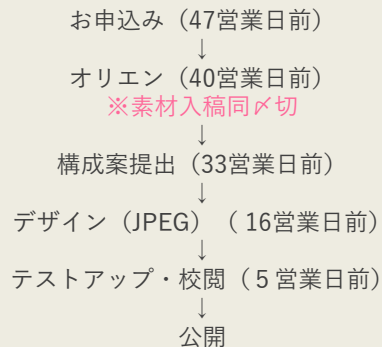 お申込み（47営業日前）
↓
オリエン（40営業日前）
※素材入稿同〆切
↓
構成案提出（33営業日前）
↓
デザイン（JPEG）（ 16営業日前）
↓
テストアップ・校閲（５営業日前）
↓
公開